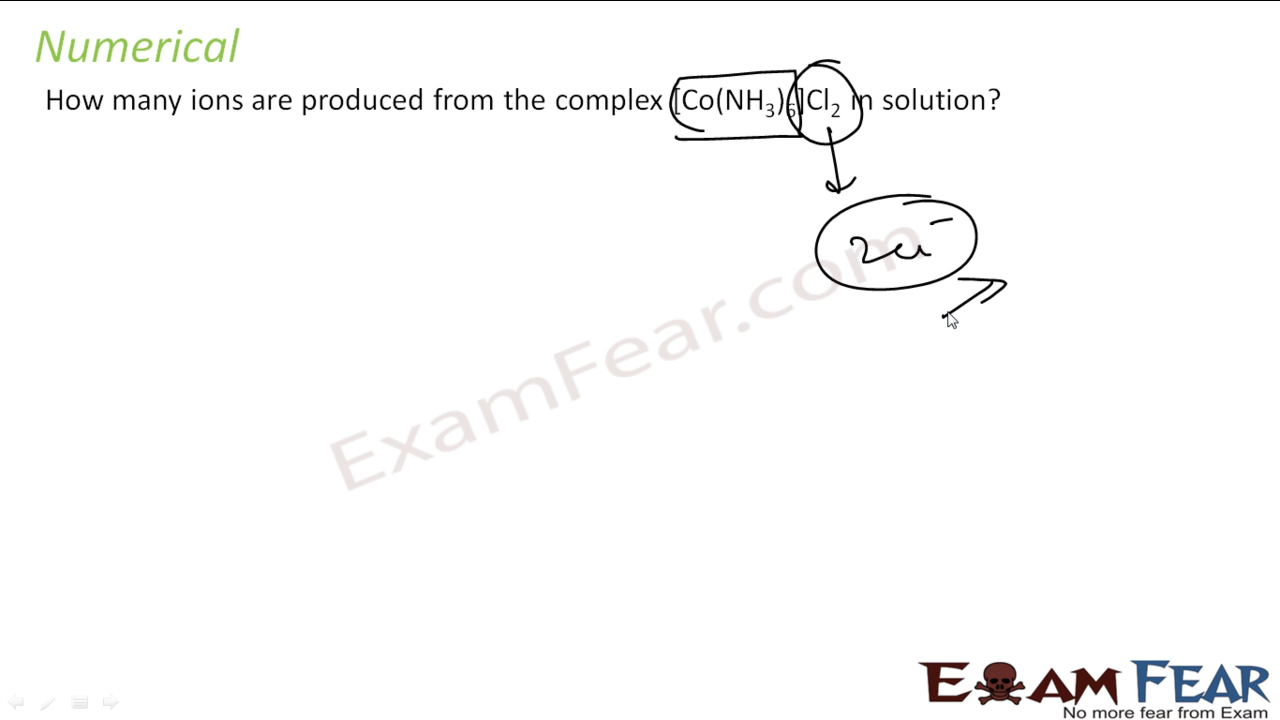 Numerical
How many ions are produced from the complex [Co(NH₃)₆]Cl₂ in solution?
2Cl⁻
ExamFear.com
EXAM FEAR
No more fear from Exam